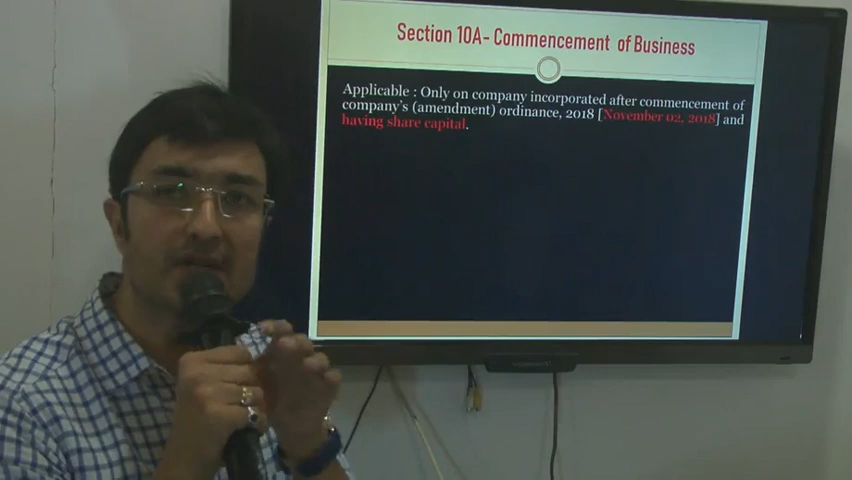 Section 10A- Commencement of Business
Applicable : Only on company incorporated after commencement of
company's (amendment) ordinance, 2018 [November 02, 2018] and
having share capital.